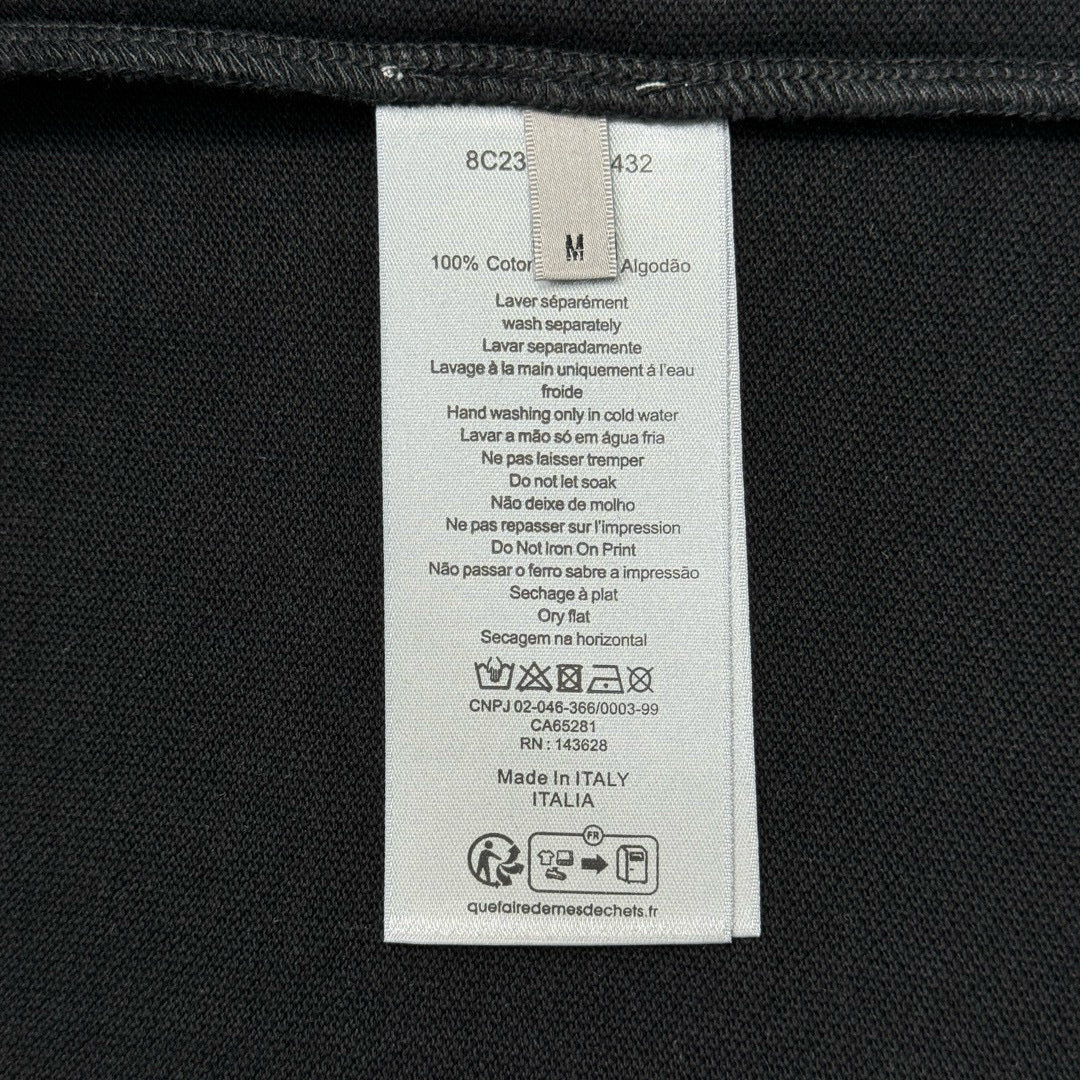 8C23 432
M
100% Coton Algodão
Laver séparément
wash separately
Lavar separadamente
Lavage à la main uniquement á l'eau
froide
Hand washing only in cold water
Lavar a mão só em água fria
Ne pas laisser tremper
Do not let soak
Não deixe de molho
Ne pas repasser sur l'impression
Do Not Iron On Print
Não passar o ferro sabre a impressão
Sechage à plat
Ory flat
Secagem na horizontal
CNPJ 02-046-366/0003-99
CA65281
RN : 143628
Made In ITALY
ITALIA
FR
quefairedemesdechets.fr